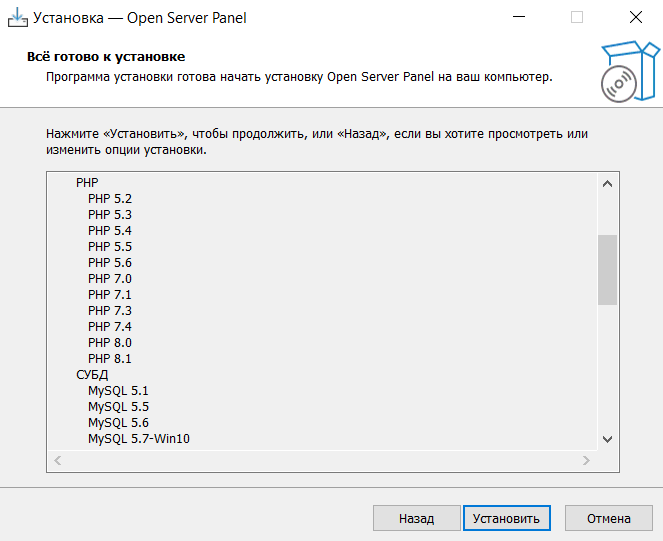 Установка — Open Server Panel
Всё готово к установке
Программа установки готова начать установку Open Server Panel на ваш компьютер.
Нажмите «Установить», чтобы продолжить, или «Назад», если вы хотите просмотреть или
изменить опции установки.
PHP
PHP 5.2
PHP 5.3
PHP 5.4
PHP 5.5
PHP 5.6
PHP 7.0
PHP 7.1
PHP 7.3
PHP 7.4
PHP 8.0
PHP 8.1
СУБД
MySQL 5.1
MySQL 5.5
MySQL 5.6
MySQL 5.7-Win10
Назад
Установить
Отмена